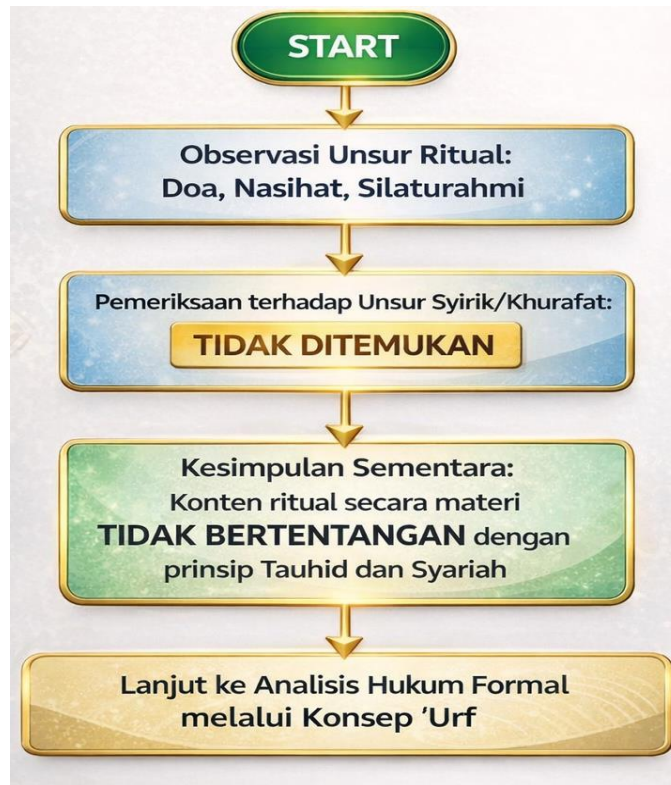 START
Observasi Unsur Ritual:
Doa, Nasihat, Silaturahmi
Pemeriksaan terhadap Unsur Syirik/Khurafat:
TIDAK DITEMUKAN
Kesimpulan Sementara:
Konten ritual secara materi
TIDAK BERTENTANGAN dengan
prinsip Tauhid dan Syariah
Lanjut ke Analisis Hukum Formal
melalui Konsep ‘Urf